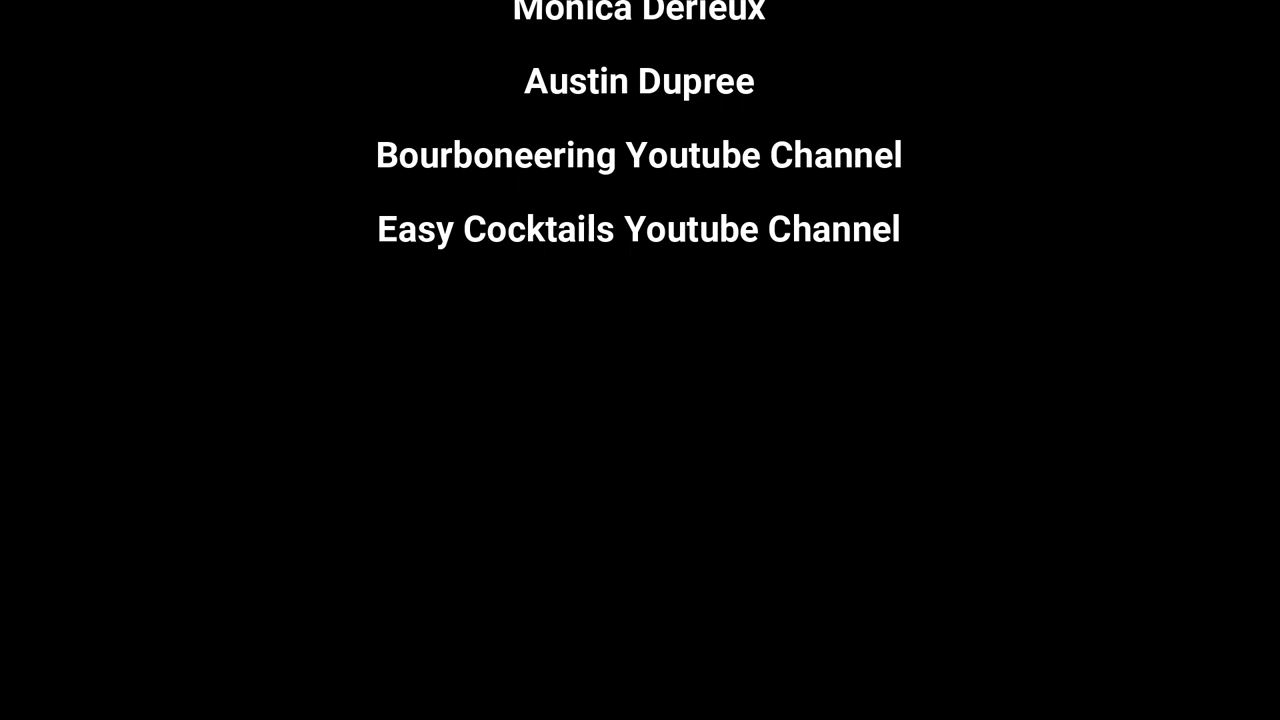 Monica Derieux
Austin Dupree
Bourboneering Youtube Channel
Easy Cocktails Youtube Channel